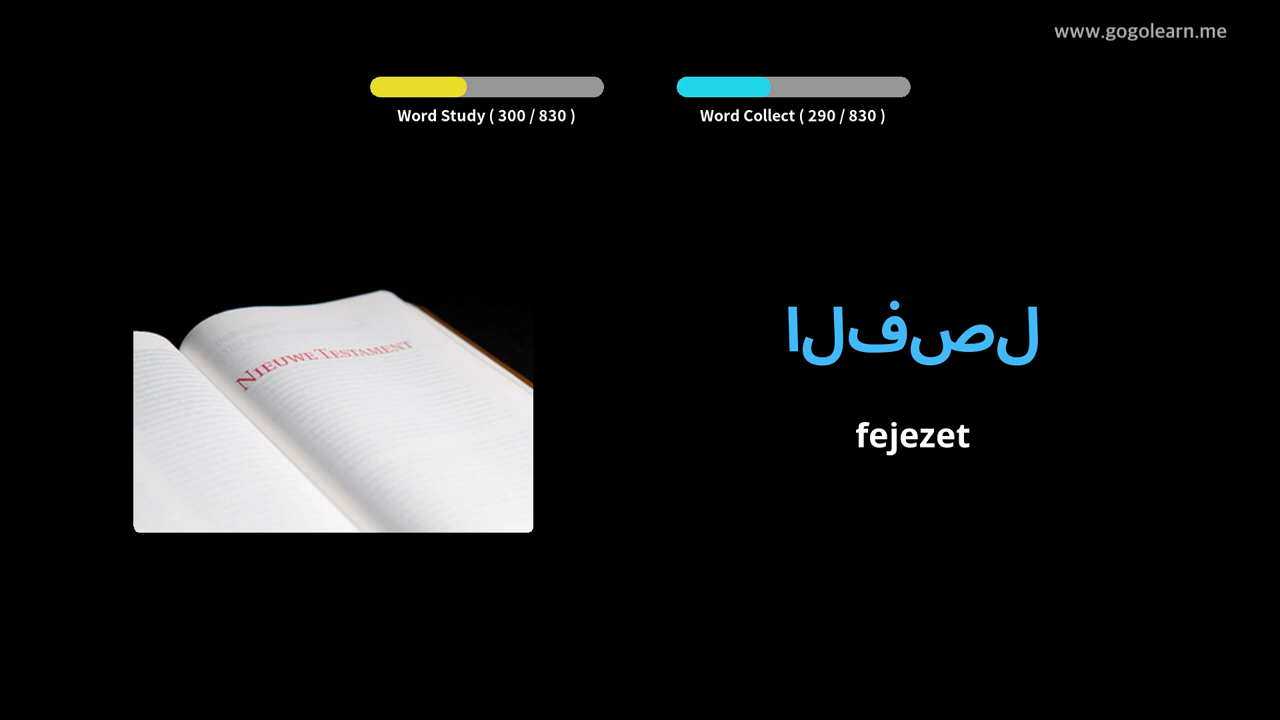 www.gogolearn.me
Word Study ( 300 / 830 )
Word Collect ( 290 / 830 )
NIEUWE TESTAMENT
الفصل
fejezet